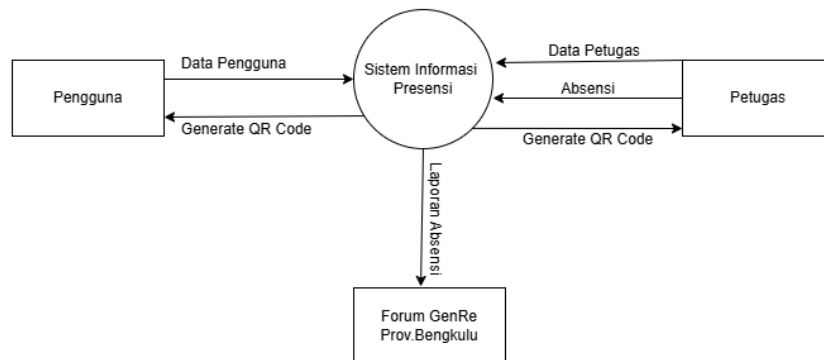 Pengguna
Data Pengguna
Generate QR Code
Sistem Informasi
Presensi
Data Petugas
Absensi
Generate QR Code
Petugas
Laporan Absensi
Forum GenRe
Prov.Bengkulu